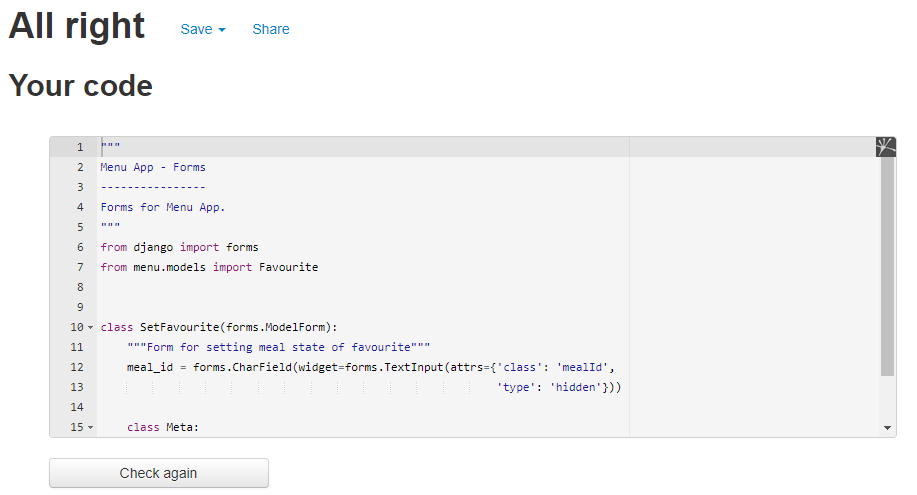 All right Save Share
Your code
1 """
2 Menu App - Forms
3 ----------------
4 Forms for Menu App.
5 """
6 from django import forms
7 from menu.models import Favourite
8
9
10 class SetFavourite(forms.ModelForm):
11 """Form for setting meal state of favourite"""
12 meal_id = forms.CharField(widget=forms.TextInput(attrs={'class': 'mealId',
13 'type': 'hidden'}))
14
15 class Meta:
Check again